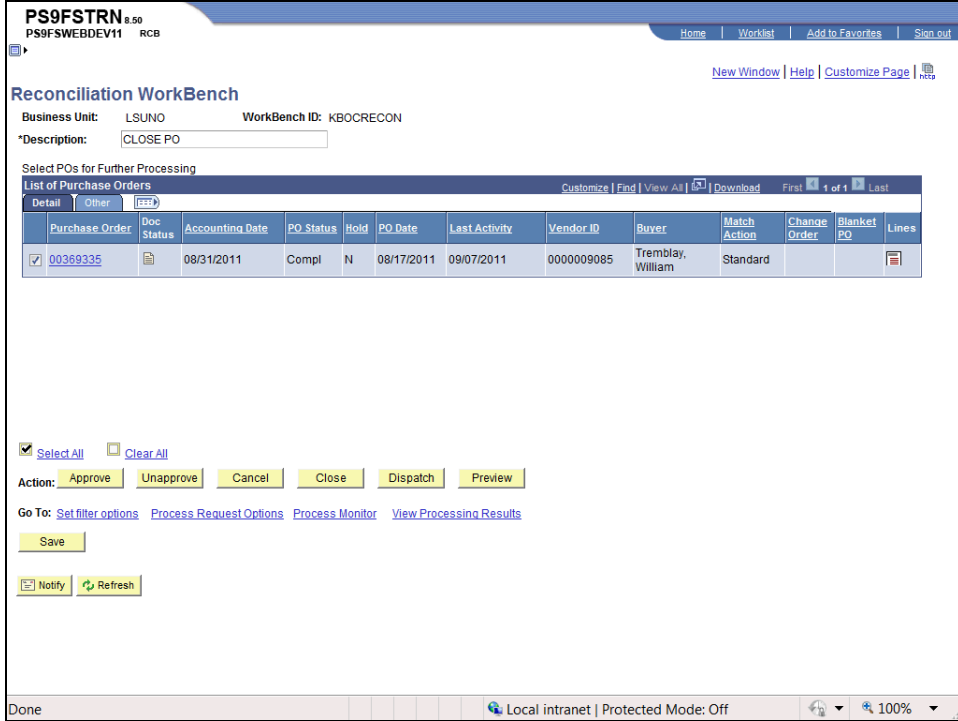 PS9FSTRN 8.50
PS9FSWEBDEV11 RCB
Home | Worklist | Add to Favorites | Sign out
New Window | Help | Customize Page | http
Reconciliation WorkBench
Business Unit: LSUNO WorkBench ID: KBOCRECON
*Description: CLOSE PO
Select POs for Further Processing
List of Purchase Orders Customize | Find | View All | | Download First 1 of 1 Last
Detail Other
Purchase Order Doc Status Accounting Date PO Status Hold PO Date Last Activity Vendor ID Buyer Match Action Change Order Blanket PO Lines
00369335 08/31/2011 Compl N 08/17/2011 09/07/2011 0000009085 Tremblay, William Standard
Select All Clear All
Action: Approve Unapprove Cancel Close Dispatch Preview
Go To: Set filter options Process Request Options Process Monitor View Processing Results
Save
Notify Refresh
Done Local intranet | Protected Mode: Off 100%